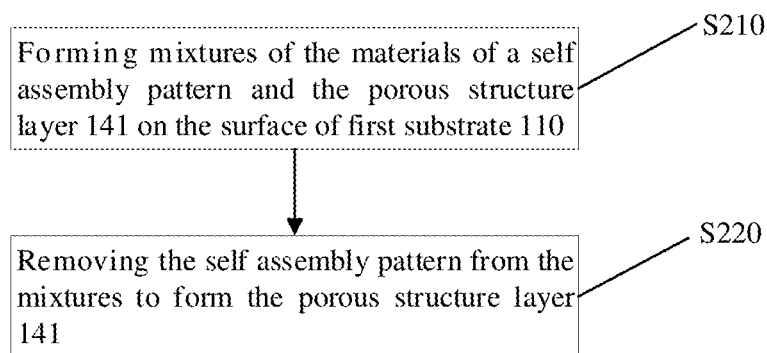 S210
Forming mixtures of the materials of a self
assembly pattern and the porous structure
layer 141 on the surface of first substrate 110
S220
Removing the self assembly pattern from the
mixtures to form the porous structure layer
141